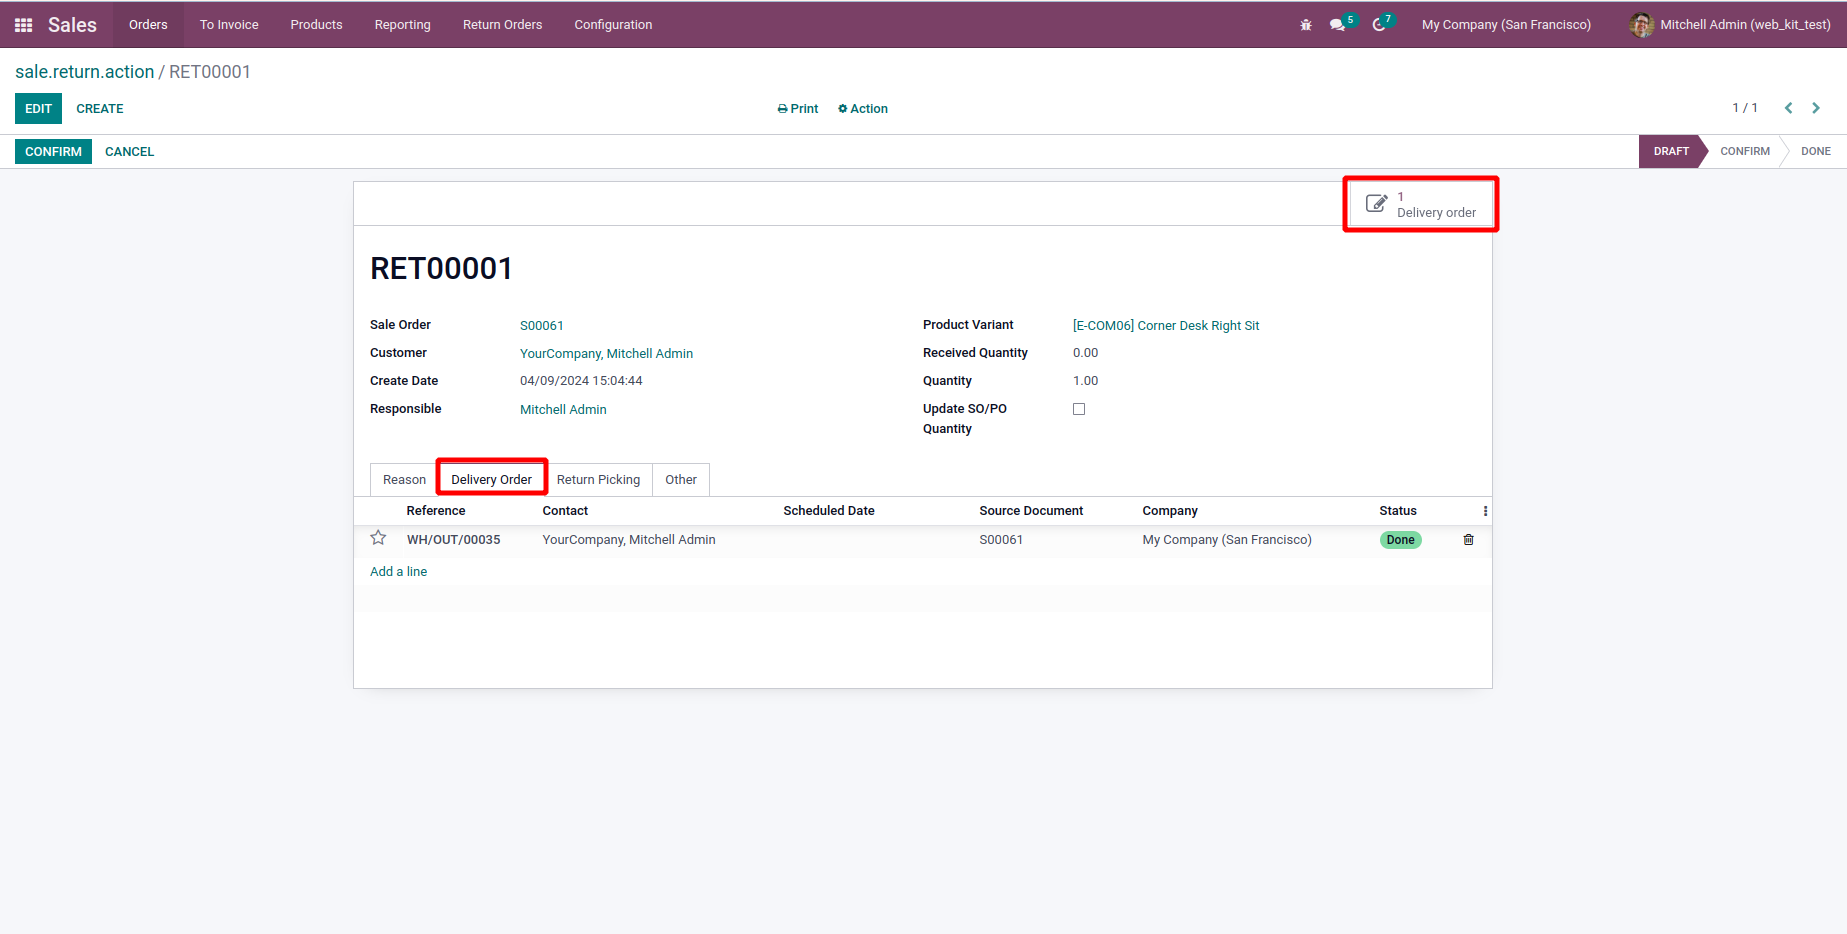 Sales Orders To Invoice Products Reporting Return Orders Configuration 5 7 My Company (San Francisco) Mitchell Admin (web_kit_test)
sale.return.action / RET00001
EDIT CREATE Print Action 1 / 1
CONFIRM CANCEL DRAFT CONFIRM DONE
1
Delivery order
RET00001
Sale Order S00061 Product Variant [E-COM06] Corner Desk Right Sit
Customer YourCompany, Mitchell Admin Received Quantity 0.00
Create Date 04/09/2024 15:04:44 Quantity 1.00
Responsible Mitchell Admin Update SO/PO
Quantity
Reason Delivery Order Return Picking Other
Reference Contact Scheduled Date Source Document Company Status
WH/OUT/00035 YourCompany, Mitchell Admin S00061 My Company (San Francisco) Done
Add a line